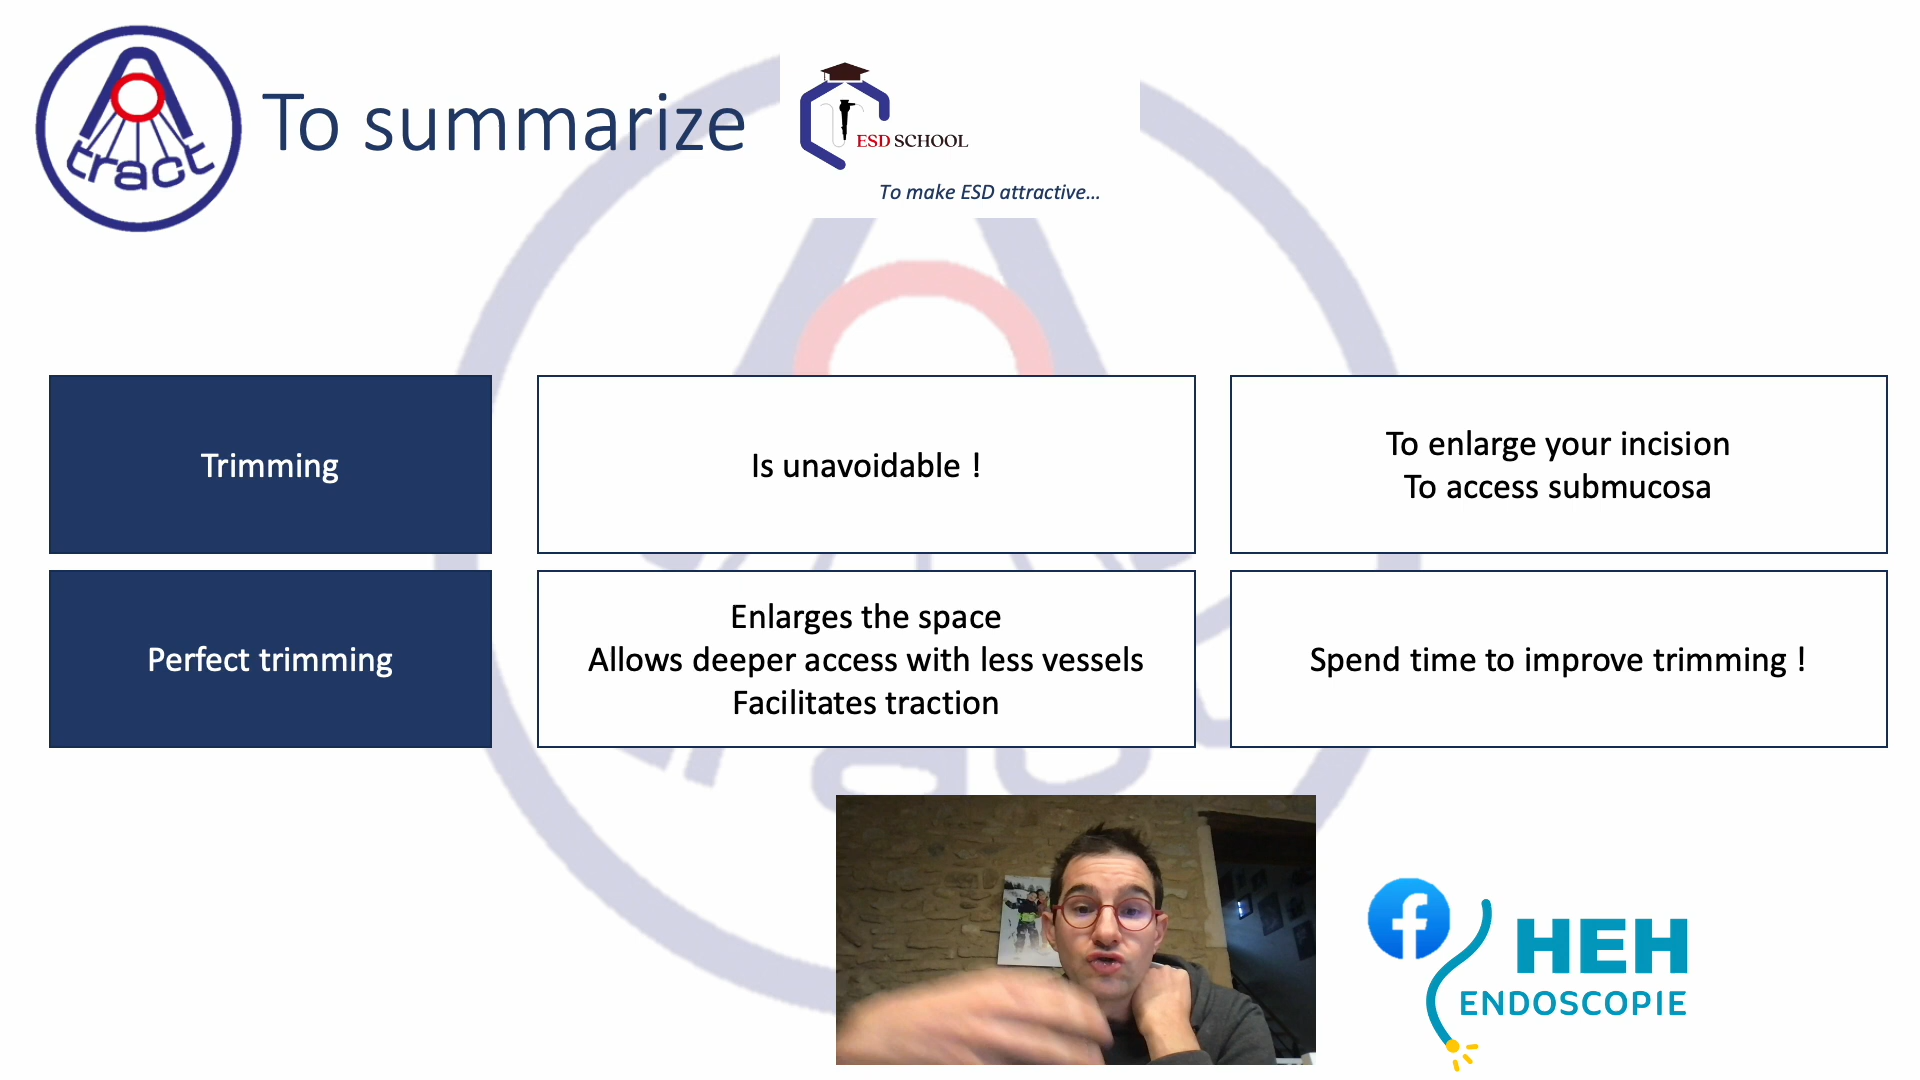 tract
To summarize
ESD SCHOOL
To make ESD attractive...
Trimming
Is unavoidable !
To enlarge your incision
To access submucosa
Perfect trimming
Enlarges the space
Allows deeper access with less vessels
Facilitates traction
Spend time to improve trimming !
f
HEH
ENDOSCOPIE